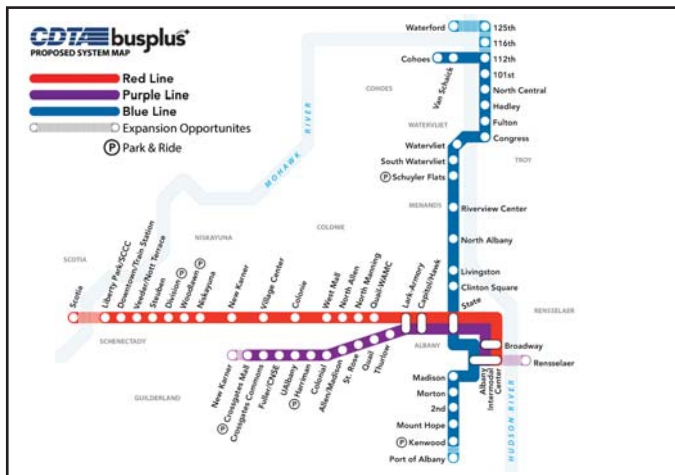 CDTA busplus+
PROPOSED SYSTEM MAP
Red Line
Purple Line
Blue Line
Expansion Opportunites
P Park & Ride
Waterford
125th
116th
Cohoes
Van Schaick
112th
101st
North Central
Hedley
Fulton
Congress
COHOES
WATERVLIET
TROY
Watervliet
South Watervliet
P Schuyler Flats
MENANDS
Riverview Center
North Albany
Livingston
Clinton Square
State
MOHAWK RIVER
COLONIE
NISKAYUNA
SCOTIA
SCHENECTADY
GUILDERLAND
ALBANY
RENSSELAER
HUDSON RIVER
Scotia
Liberty Park/SCCC
Downtown/Train Station
Veeder/Nott Terrace
Steuben
Division P
Woodlawn P
Niskayuna
New Karner
Village Center
Colonie
West Mall
North Allen
North Manning
Quail-WAMC
Lark-Armory
Capitol/Hawk
New Karner
P Crossgates Mall
Crossgates Commons
Fuller/CNSE
UAlbany
P Harriman
Colonial
Allen/Madison
St. Rose
Quail
Thurlow
Broadway
Rensselaer
Albany
Intermodal
Center
Madison
Morton
2nd
Mount Hope
P Kenwood
Port of Albany